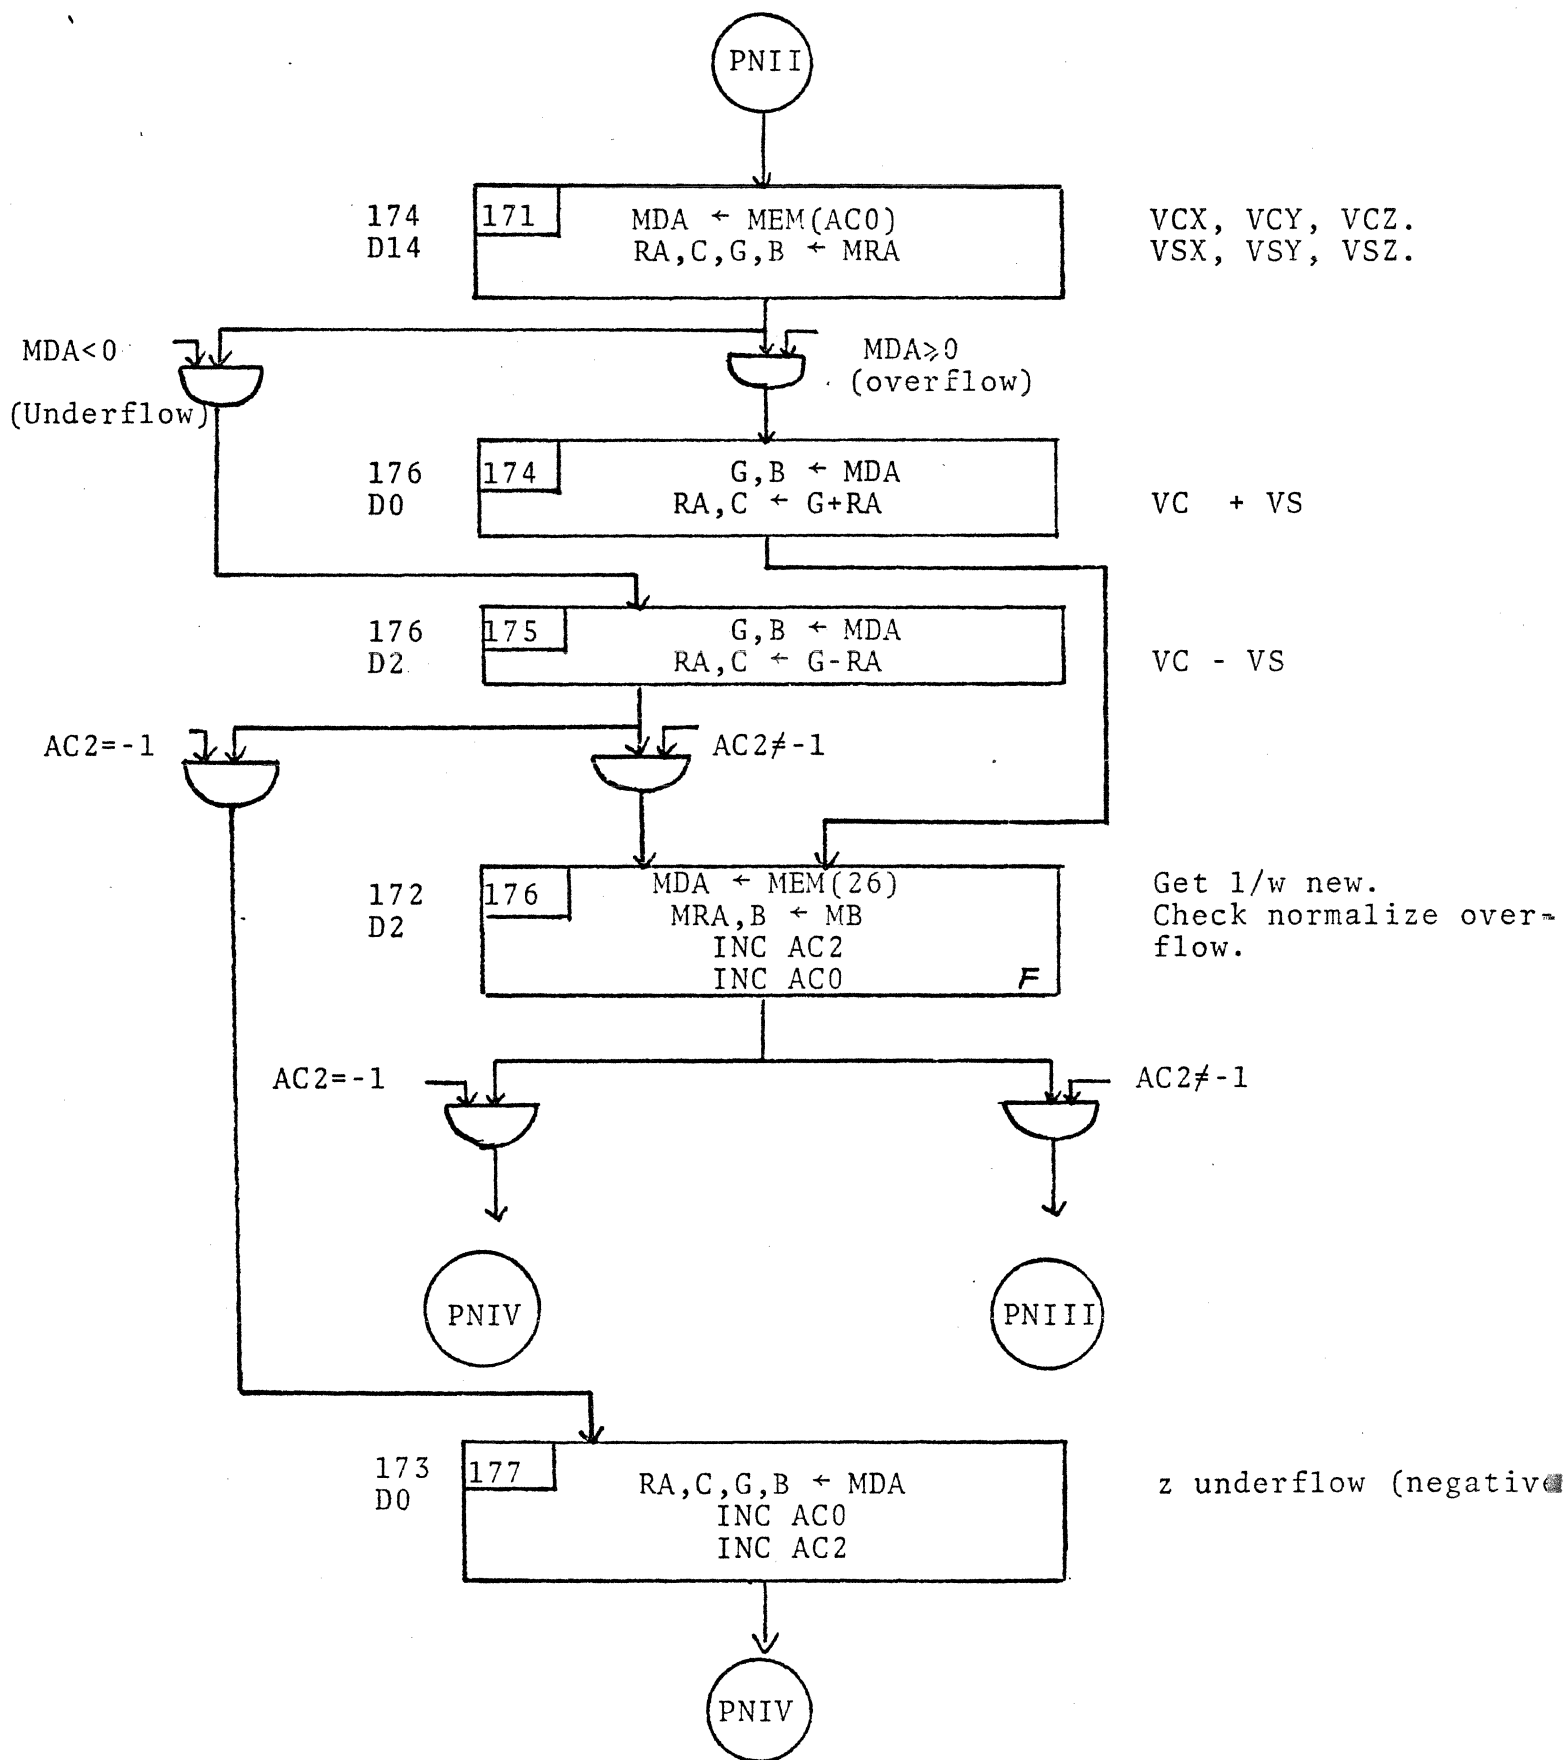 PNII
174
D14
171
MDA ← MEM(AC0)
RA,C,G,B ← MRA
VCX, VCY, VCZ.
VSX, VSY, VSZ.
MDA<0
(Underflow)
MDA≥0
(overflow)
176
D0
174
G,B ← MDA
RA,C ← G+RA
VC + VS
176
D2
175
G,B ← MDA
RA,C ← G-RA
VC - VS
AC2=-1
AC2≠-1
172
D2
176
MDA ← MEM(26)
MRA,B ← MB
INC AC2
INC AC0
F
Get 1/w new.
Check normalize over-
flow.
AC2=-1
AC2≠-1
PNIV
PNIII
173
D0
177
RA,C,G,B ← MDA
INC AC0
INC AC2
z underflow (negative
PNIV